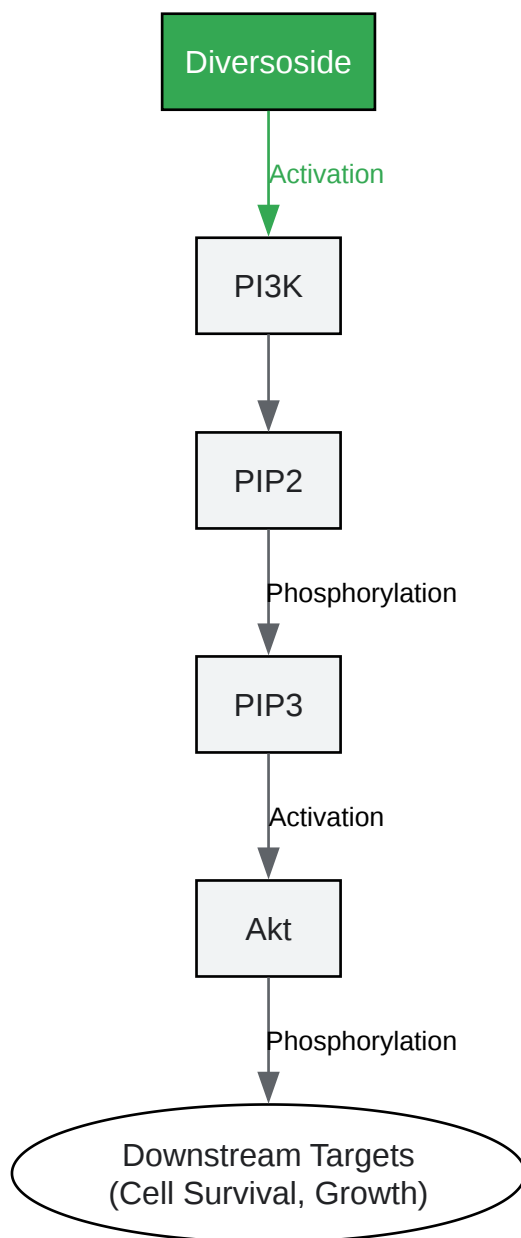 Diversoside
Activation
PI3K
PIP2
Phosphorylation
PIP3
Activation
Akt
Phosphorylation
Downstream Targets
(Cell Survival, Growth)